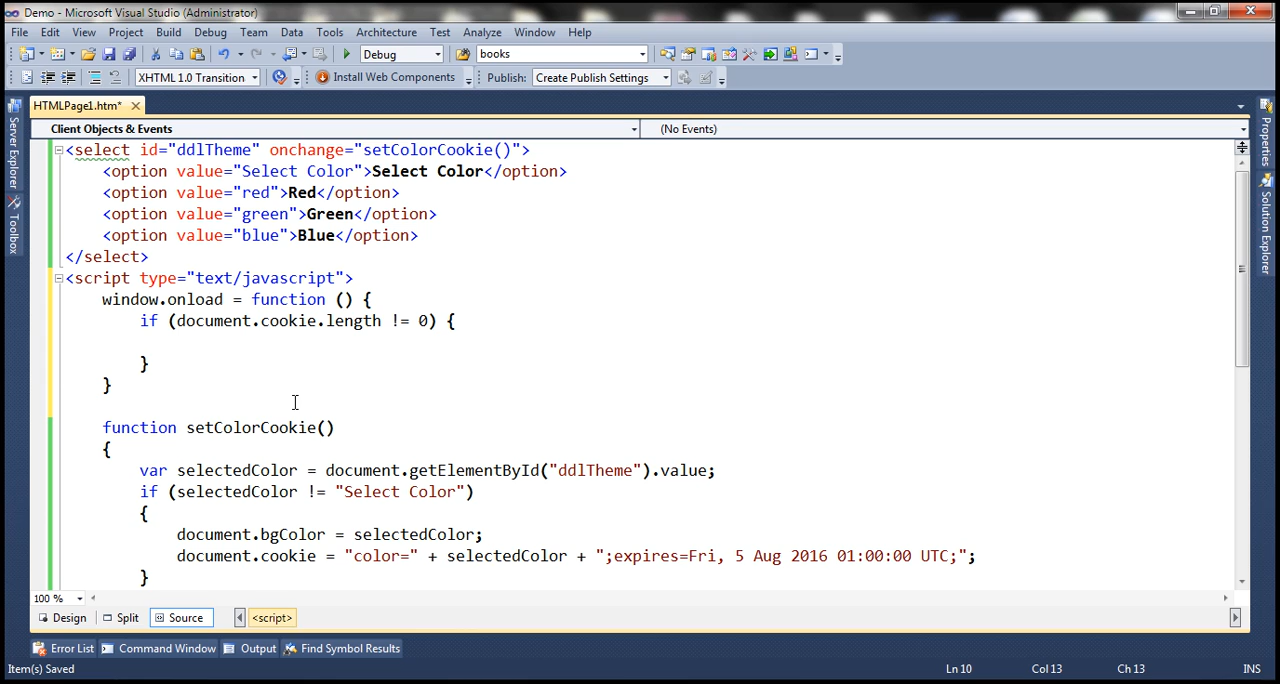 Demo - Microsoft Visual Studio (Administrator)
File Edit View Project Build Debug Team Data Tools Architecture Test Analyze Window Help
Debug books
XHTML 1.0 Transition Install Web Components Publish: Create Publish Settings
HTMLPage1.htm*
Client Objects & Events (No Events)
<select id="ddlTheme" onchange="setColorCookie()">
<option value="Select Color">Select Color</option>
<option value="red">Red</option>
<option value="green">Green</option>
<option value="blue">Blue</option>
</select>
<script type="text/javascript">
window.onload = function () {
if (document.cookie.length != 0) {
}
}
function setColorCookie()
{
var selectedColor = document.getElementById("ddlTheme").value;
if (selectedColor != "Select Color")
{
document.bgColor = selectedColor;
document.cookie = "color=" + selectedColor + ";expires=Fri, 5 Aug 2016 01:00:00 UTC;";
}
100 %
Design Split Source <script>
Error List Command Window Output Find Symbol Results
Item(s) Saved Ln 10 Col 13 Ch 13 INS
Server Explorer
Toolbox
Properties
Solution Explorer